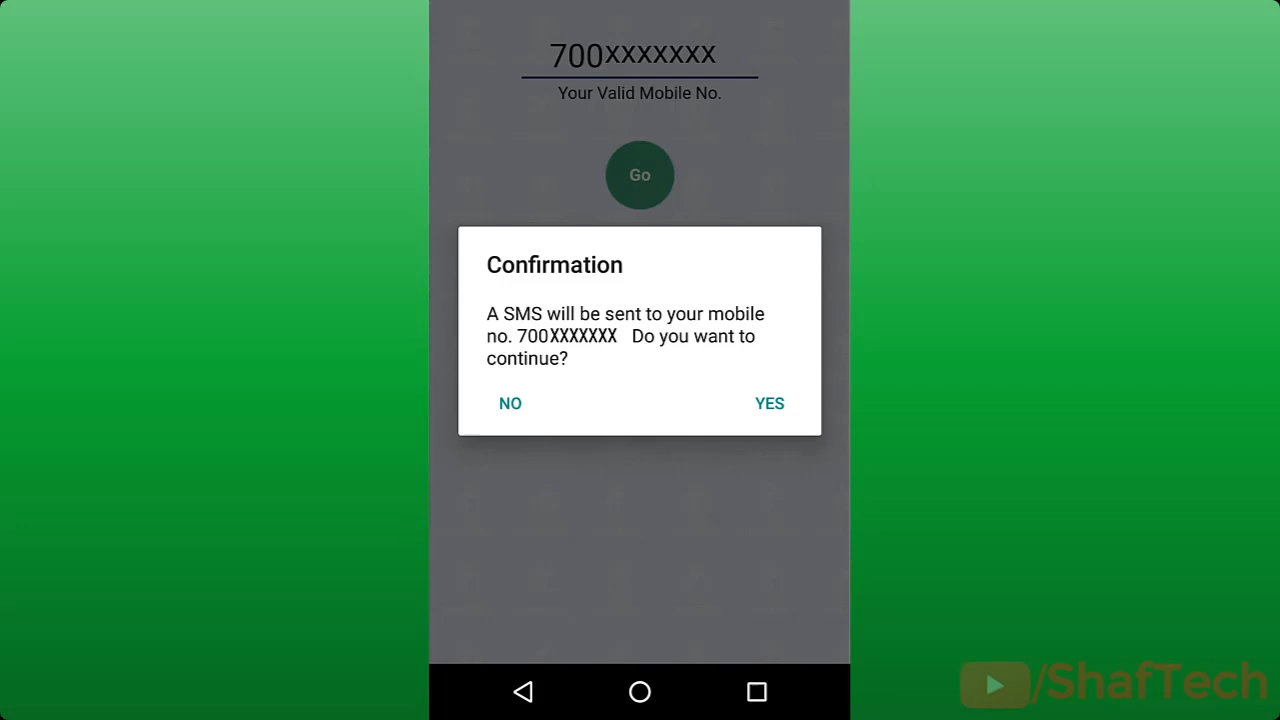 700XXXXXXX
Your Valid Mobile No.
Go
Confirmation
A SMS will be sent to your mobile
no. 700XXXXXXX Do you want to
continue?
NO YES
/ShafTech